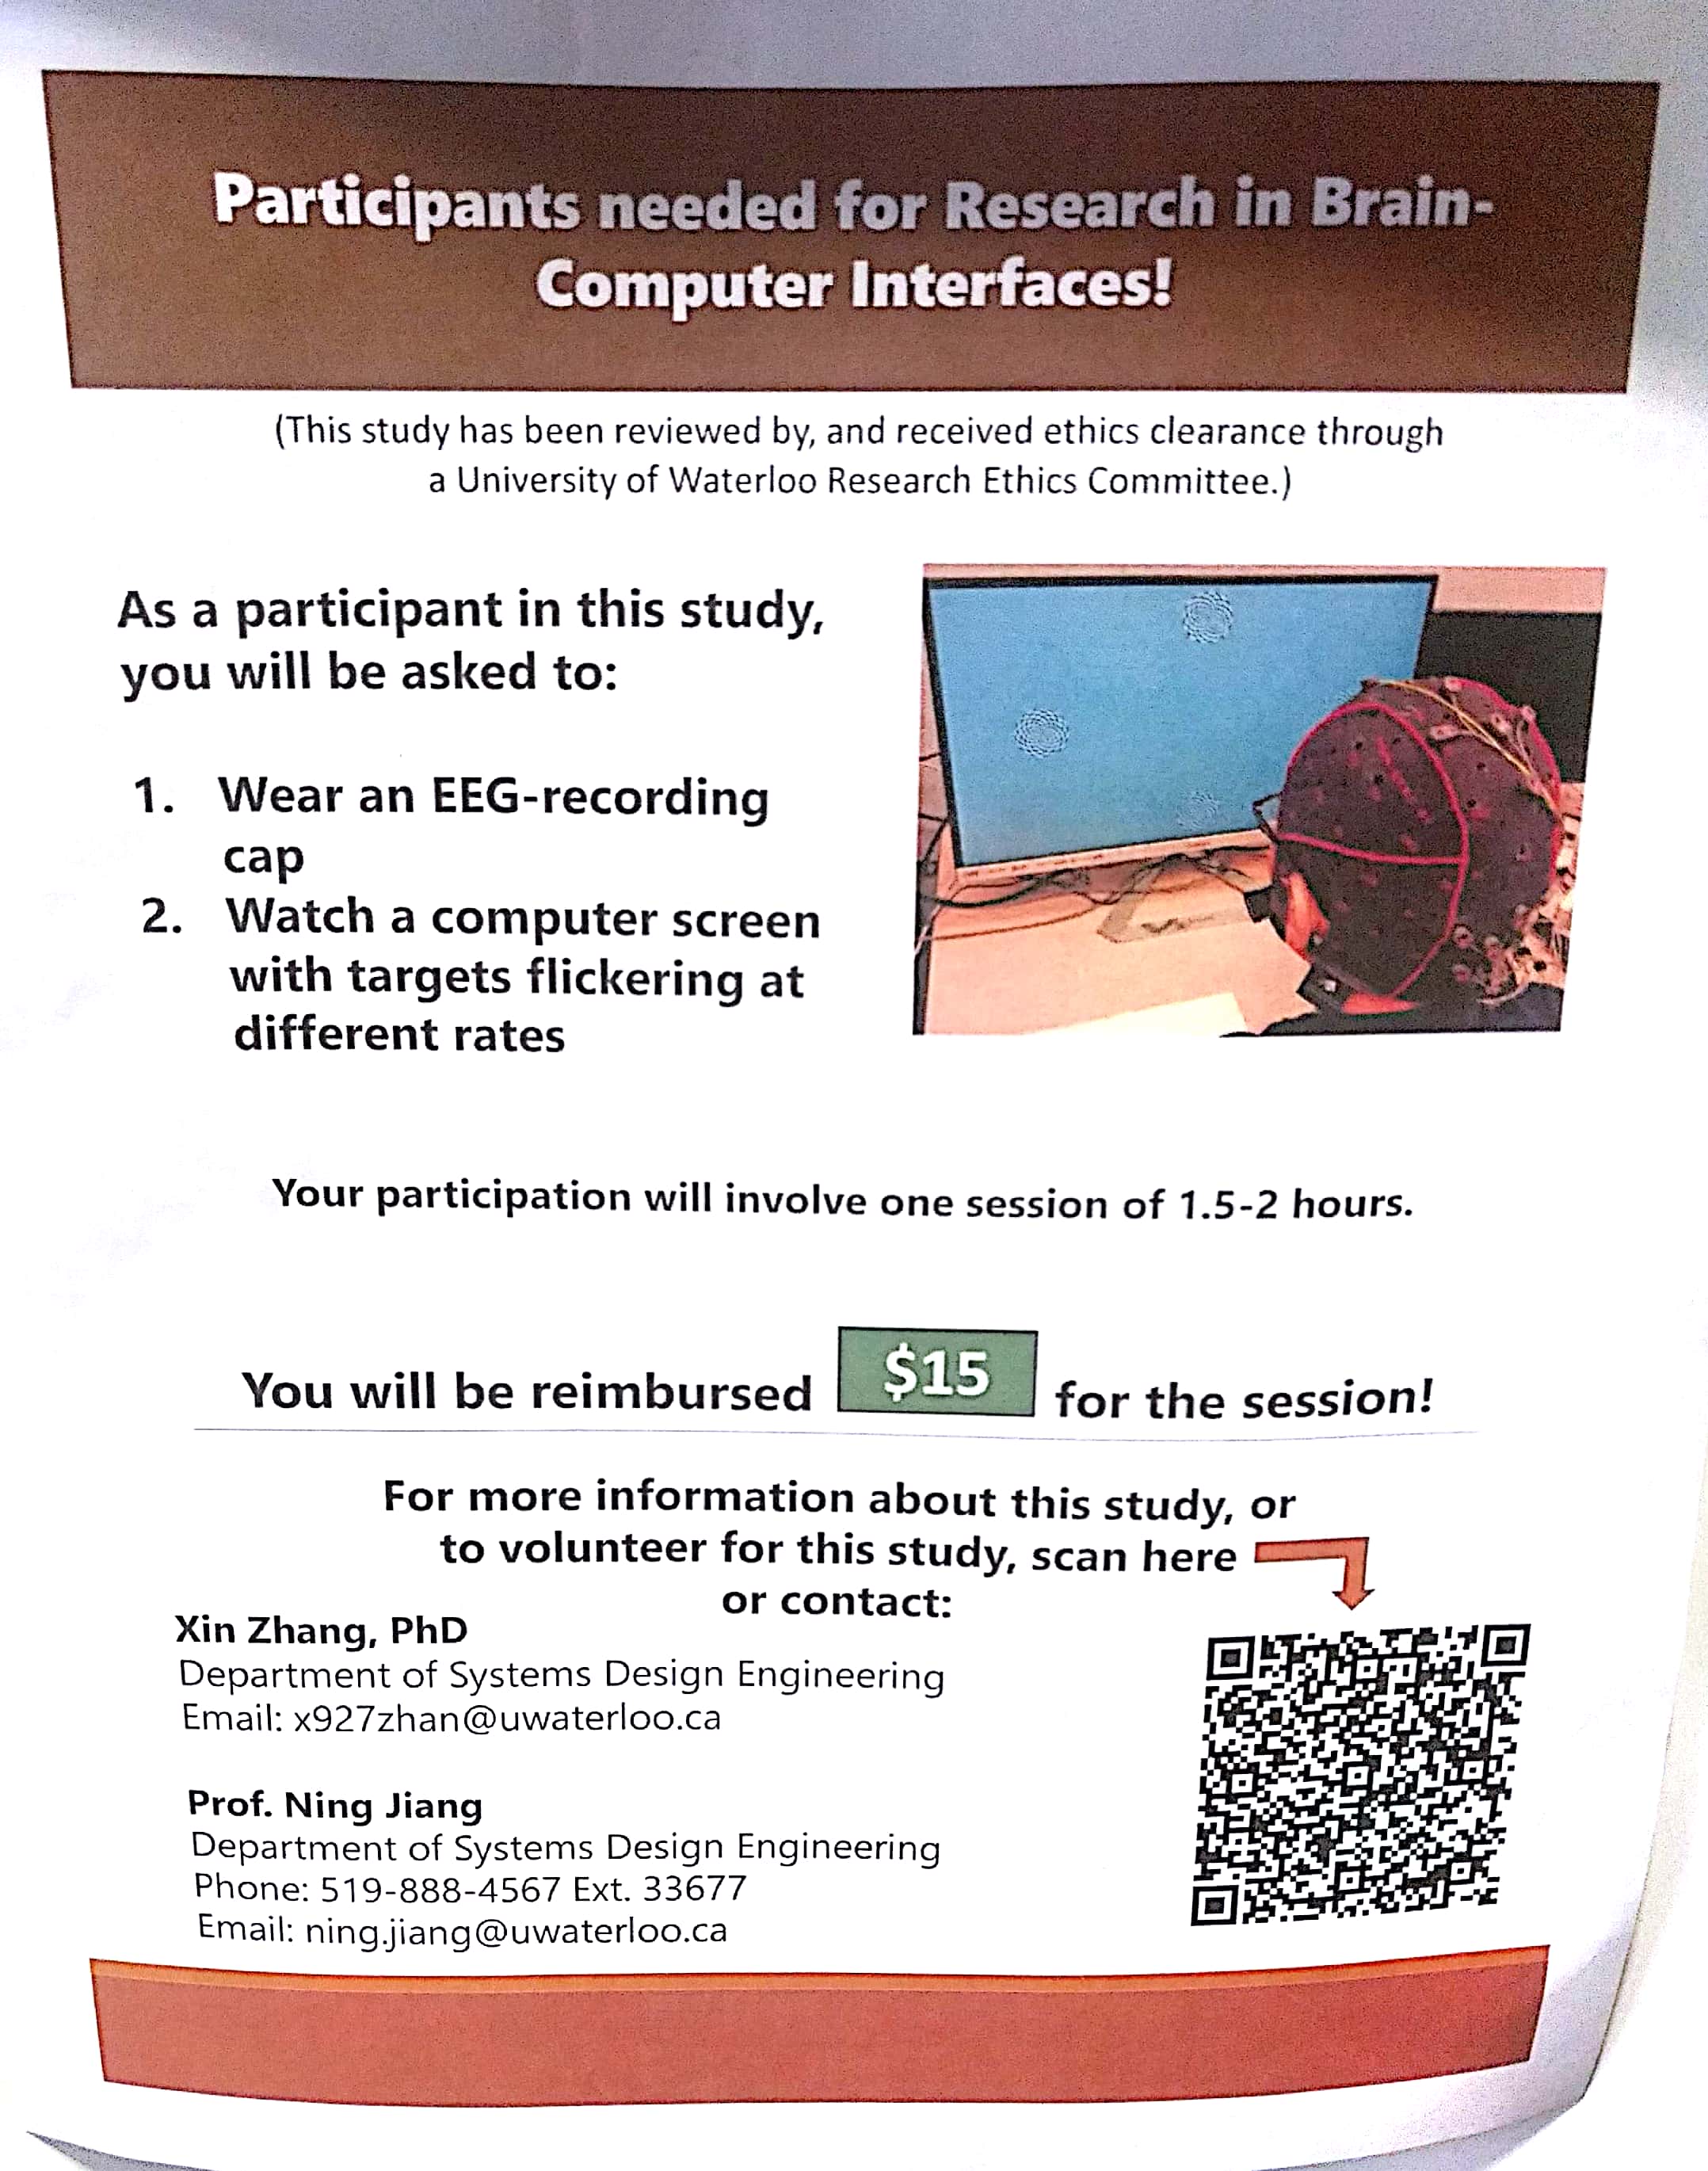 Participants needed for Research in Brain-
Computer Interfaces!
(This study has been reviewed by, and received ethics clearance through
a University of Waterloo Research Ethics Committee.)
As a participant in this study,
you will be asked to:
1. Wear an EEG-recording
cap
2. Watch a computer screen
with targets flickering at
different rates
Your participation will involve one session of 1.5-2 hours.
You will be reimbursed $15 for the session!
For more information about this study, or
to volunteer for this study, scan here
or contact:
Xin Zhang, PhD
Department of Systems Design Engineering
Email: x927zhan@uwaterloo.ca
Prof. Ning Jiang
Department of Systems Design Engineering
Phone: 519-888-4567 Ext. 33677
Email: ning.jiang@uwaterloo.ca